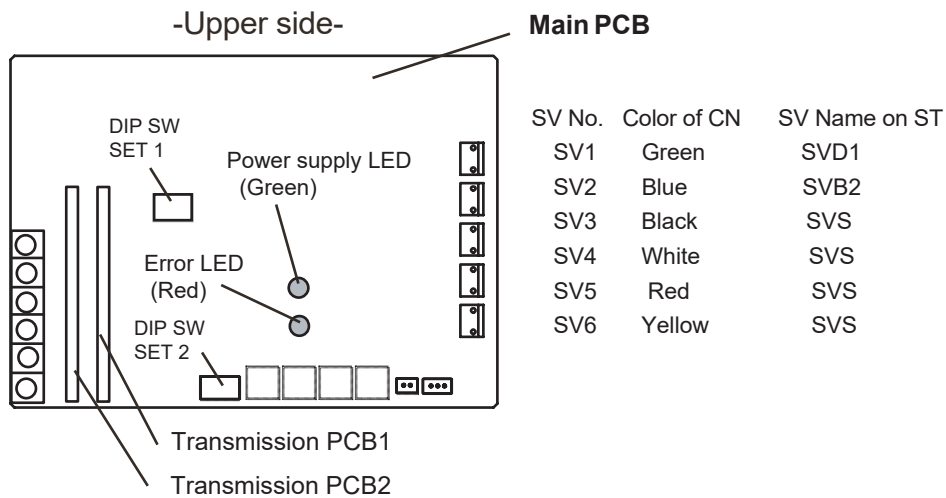 -Upper side-
Main PCB
DIP SW
SET 1
Power supply LED
(Green)
Error LED
(Red)
DIP SW
SET 2
Transmission PCB1
Transmission PCB2
SV No. Color of CN SV Name on ST
SV1 Green SVD1
SV2 Blue SVB2
SV3 Black SVS
SV4 White SVS
SV5 Red SVS
SV6 Yellow SVS